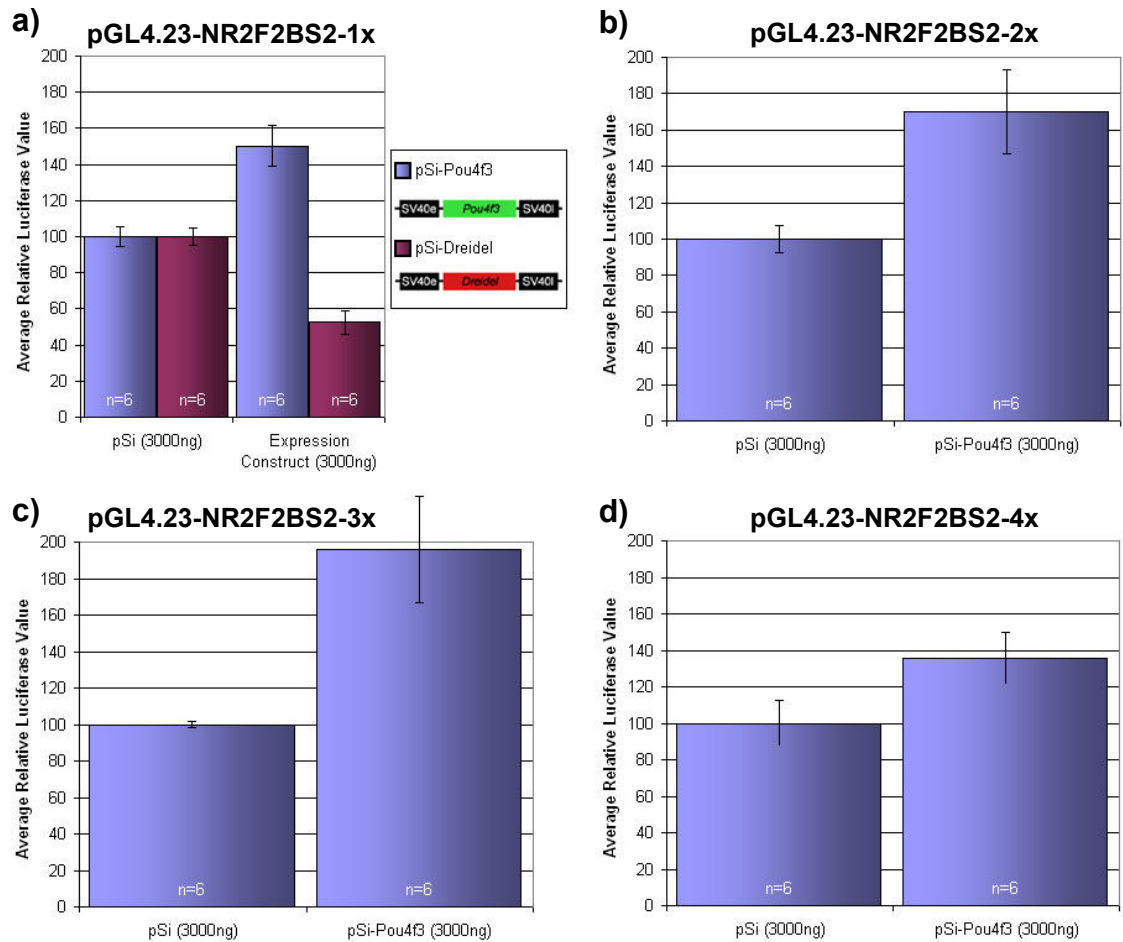 a)
pGL4.23-NR2F2BS2-1x
Average Relative Luciferase Value
200
180
160
140
120
100
80
60
40
20
0
n=6
n=6
n=6
n=6
pSi (3000ng)
Expression
Construct (3000ng)
pSi-Pou4f3
SV40e
Pou4f3
SV40l
pSi-Dreidel
SV40e
Dreidel
SV40l
b)
pGL4.23-NR2F2BS2-2x
Average Relative Luciferase Value
200
180
160
140
120
100
80
60
40
20
0
n=6
n=6
pSi (3000ng)
pSi-Pou4f3 (3000ng)
c)
pGL4.23-NR2F2BS2-3x
Average Relative Luciferase Value
200
180
160
140
120
100
80
60
40
20
0
n=6
n=6
pSi (3000ng)
pSi-Pou4f3 (3000ng)
d)
pGL4.23-NR2F2BS2-4x
Average Relative Luciferase Value
200
180
160
140
120
100
80
60
40
20
0
n=6
n=6
pSi (3000ng)
pSi-Pou4f3 (3000ng)